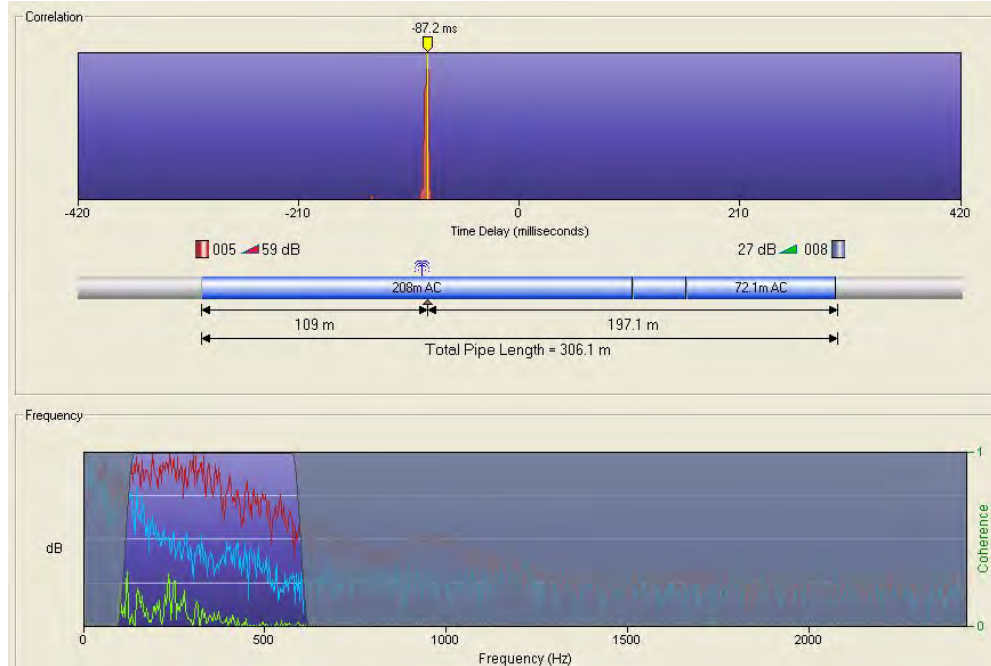 Correlation
-87.2 ms
-420 -210 0 210 420
Time Delay (milliseconds)
005 59 dB 27 dB 008
208m AC 72.1m AC
109 m 197.1 m
Total Pipe Length = 306.1 m
Frequency
1
dB
Coherence
0
0 500 1000 1500 2000
Frequency (Hz)